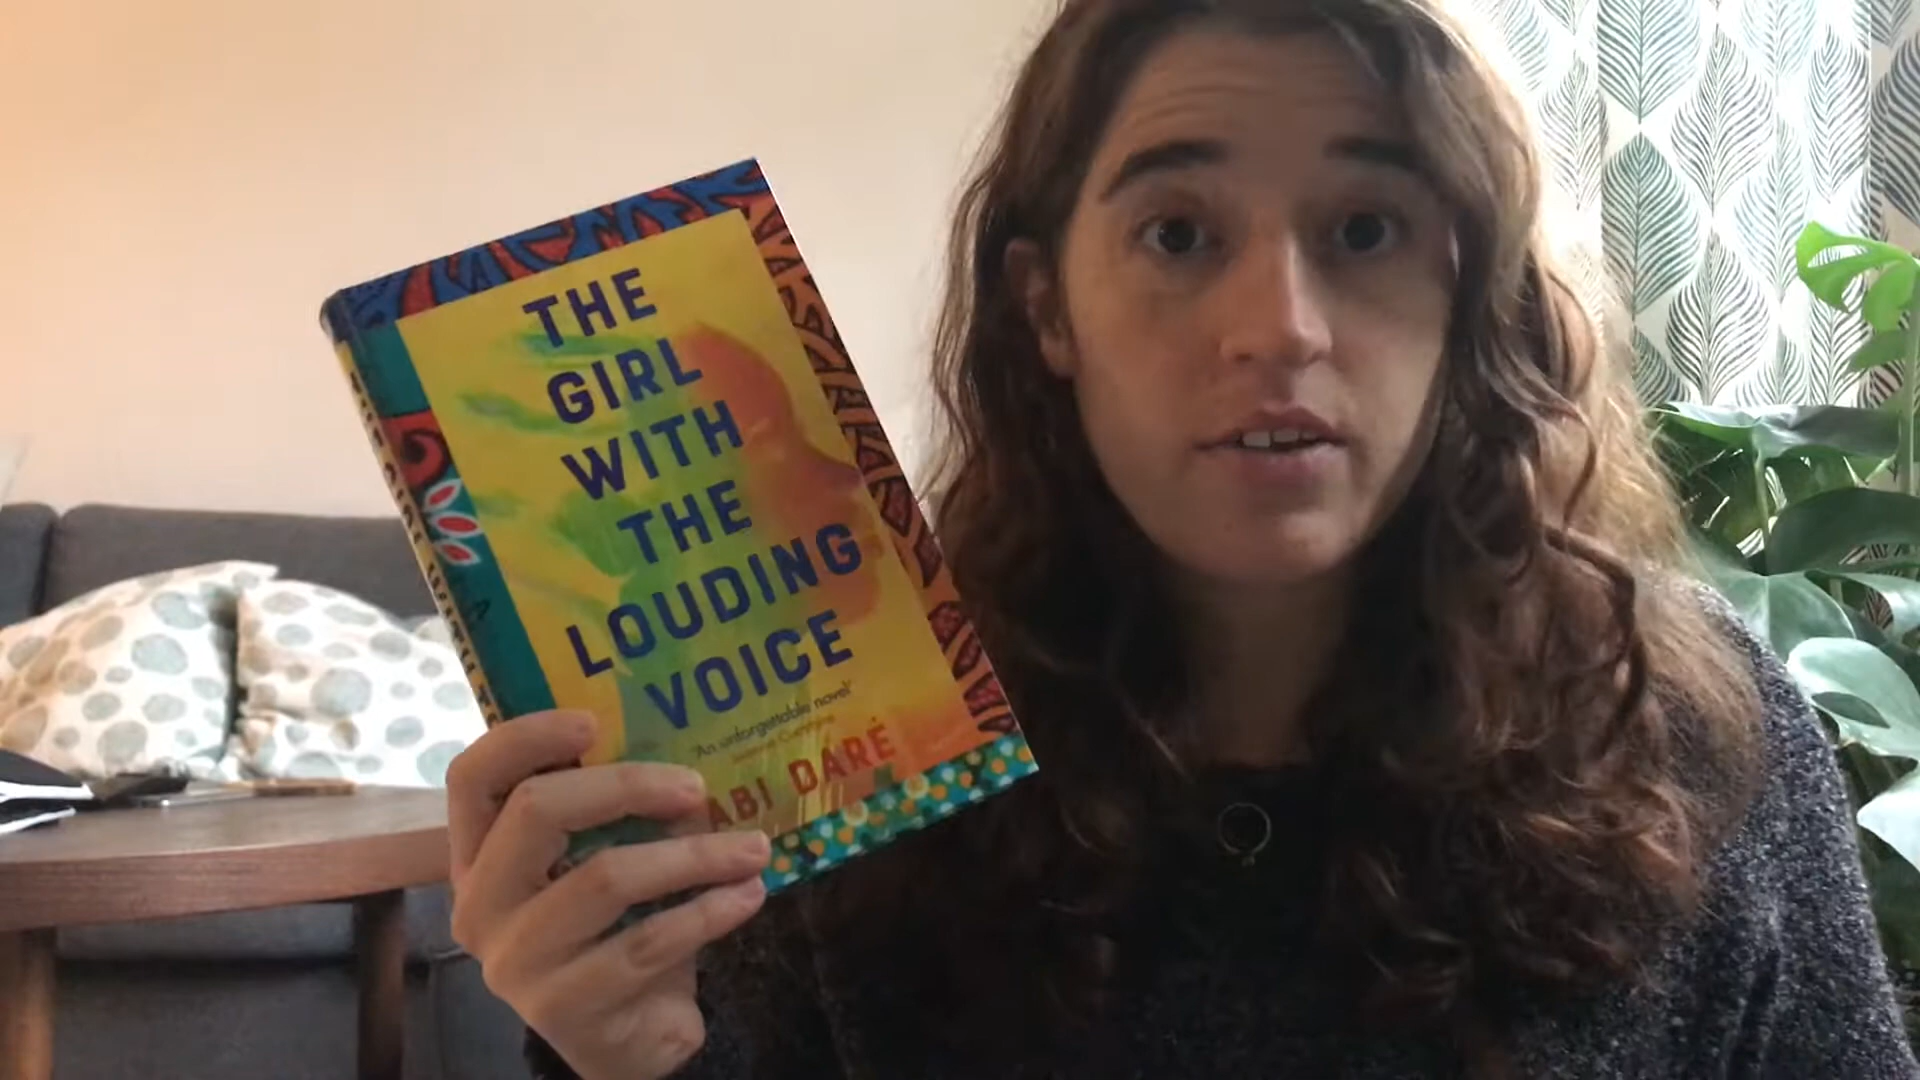 THE
GIRL
WITH
THE
LOUDING
VOICE
'An unforgettable novel'
ABI DARÉ